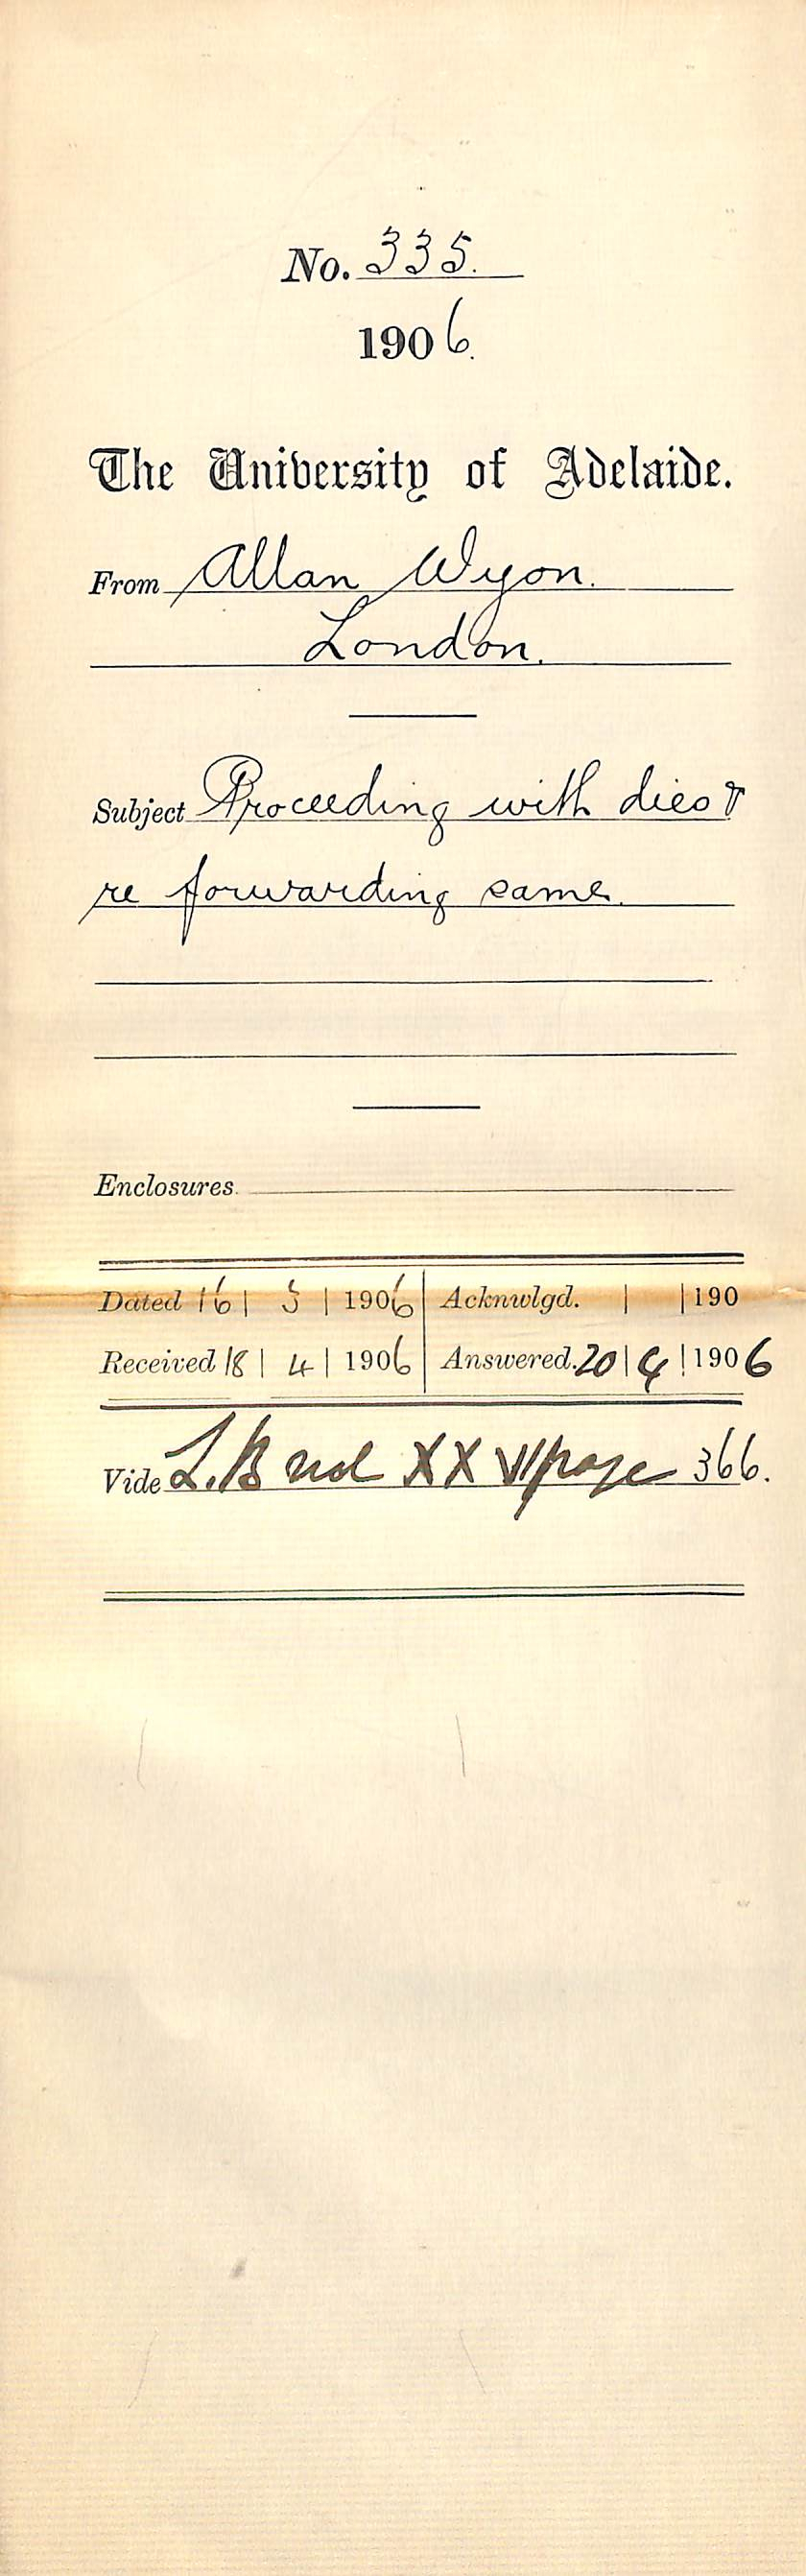 No. 335.
1906.
The University of Adelaide.
From Allan Wyon.
London.
Subject Proceeding with dies &
re forwarding same.
Enclosures
Dated 16 | 3 | 1906 Acknwlgd. | | 190
Received 18 | 4 | 1906 Answered. 20 | 4 | 1906
Vide L.B vol XXVI page 366.